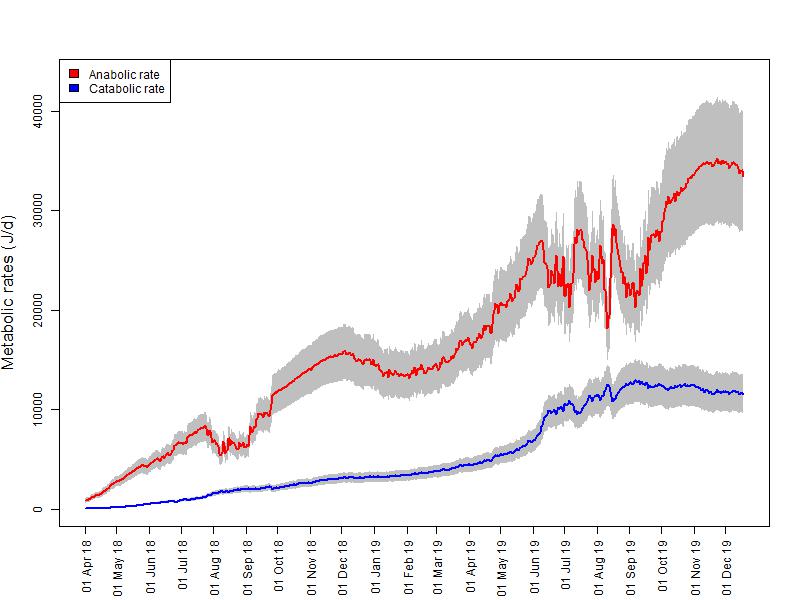 Anabolic rate
Catabolic rate
Metabolic rates (J/d)
40000
30000
20000
10000
0
01 Apr 18
01 May 18
01 Jun 18
01 Jul 18
01 Aug 18
01 Sep 18
01 Oct 18
01 Nov 18
01 Dec 18
01 Jan 19
01 Feb 19
01 Mar 19
01 Apr 19
01 May 19
01 Jun 19
01 Jul 19
01 Aug 19
01 Sep 19
01 Oct 19
01 Nov 19
01 Dec 19